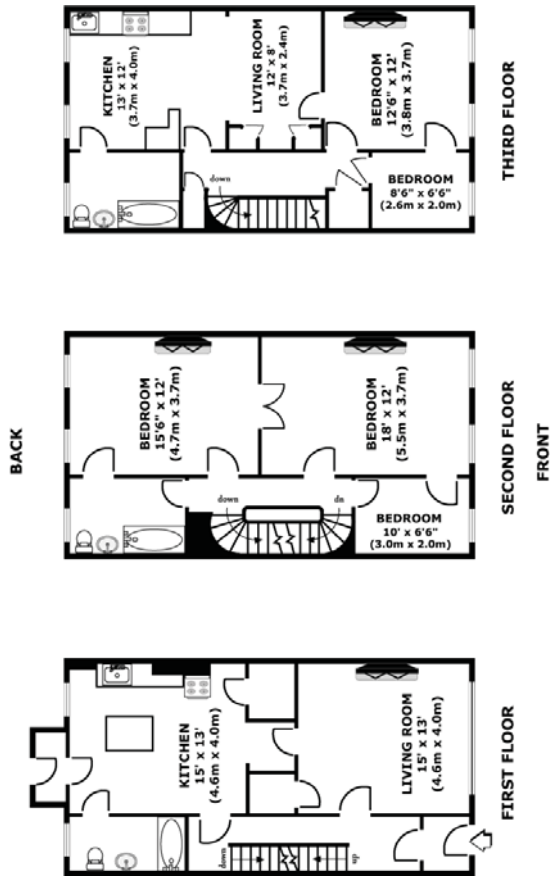 KITCHEN
13' x 12'
(3.7m x 4.0m)
LIVING ROOM
12' x 8'
(3.7m x 2.4m)
BEDROOM
12'6" x 12'
(3.8m x 3.7m)
BEDROOM
8'6" x 6'6"
(2.6m x 2.0m)
down
THIRD FLOOR
BACK
BEDROOM
15'6" x 12'
(4.7m x 3.7m)
BEDROOM
18' x 12'
(5.5m x 3.7m)
down
up
BEDROOM
10' x 6'6"
(3.0m x 2.0m)
SECOND FLOOR
FRONT
KITCHEN
15' x 13'
(4.6m x 4.0m)
LIVING ROOM
15' x 13'
(4.6m x 4.0m)
down
up
FIRST FLOOR